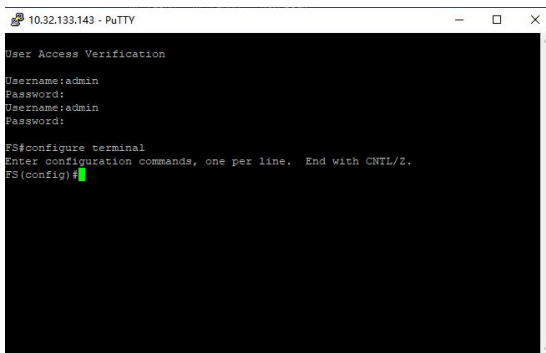 10.32.133.143 - PuTTY
User Access Verification
Username:admin
Password:
Username:admin
Password:
FS#configure terminal
Enter configuration commands, one per line.  End with CNTL/Z.
FS(config)#